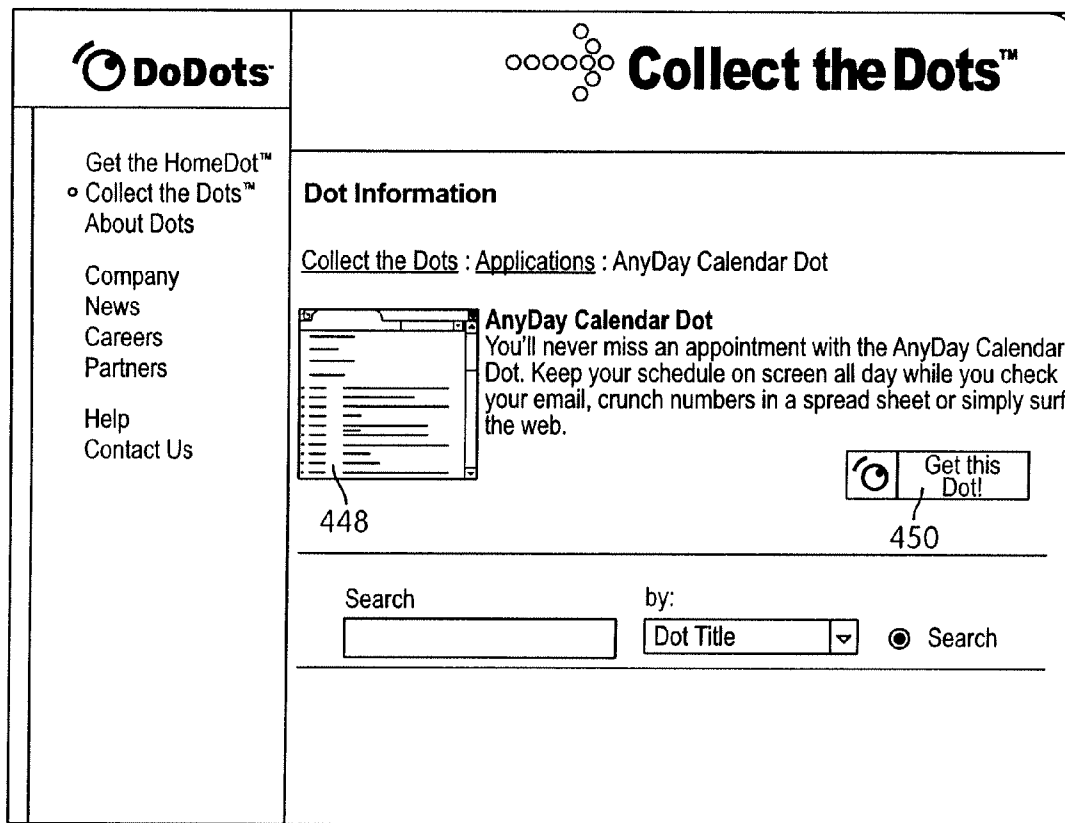 DoDots
Collect the Dots™
Get the HomeDot™
Collect the Dots™
About Dots
Company
News
Careers
Partners
Help
Contact Us
Dot Information
Collect the Dots : Applications : AnyDay Calendar Dot
AnyDay Calendar Dot
You'll never miss an appointment with the AnyDay Calendar
Dot. Keep your schedule on screen all day while you check
your email, crunch numbers in a spread sheet or simply surf
the web.
Get this
Dot!
448
450
Search
by:
Dot Title
Search